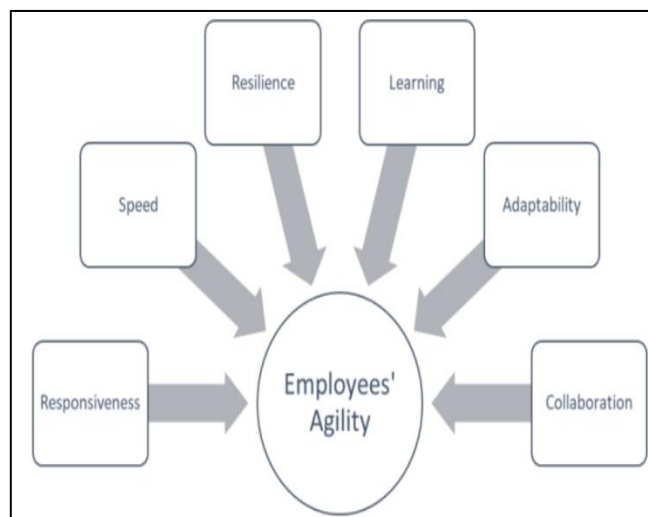 Resilience
Learning
Speed
Adaptability
Responsiveness
Employees'
Agility
Collaboration